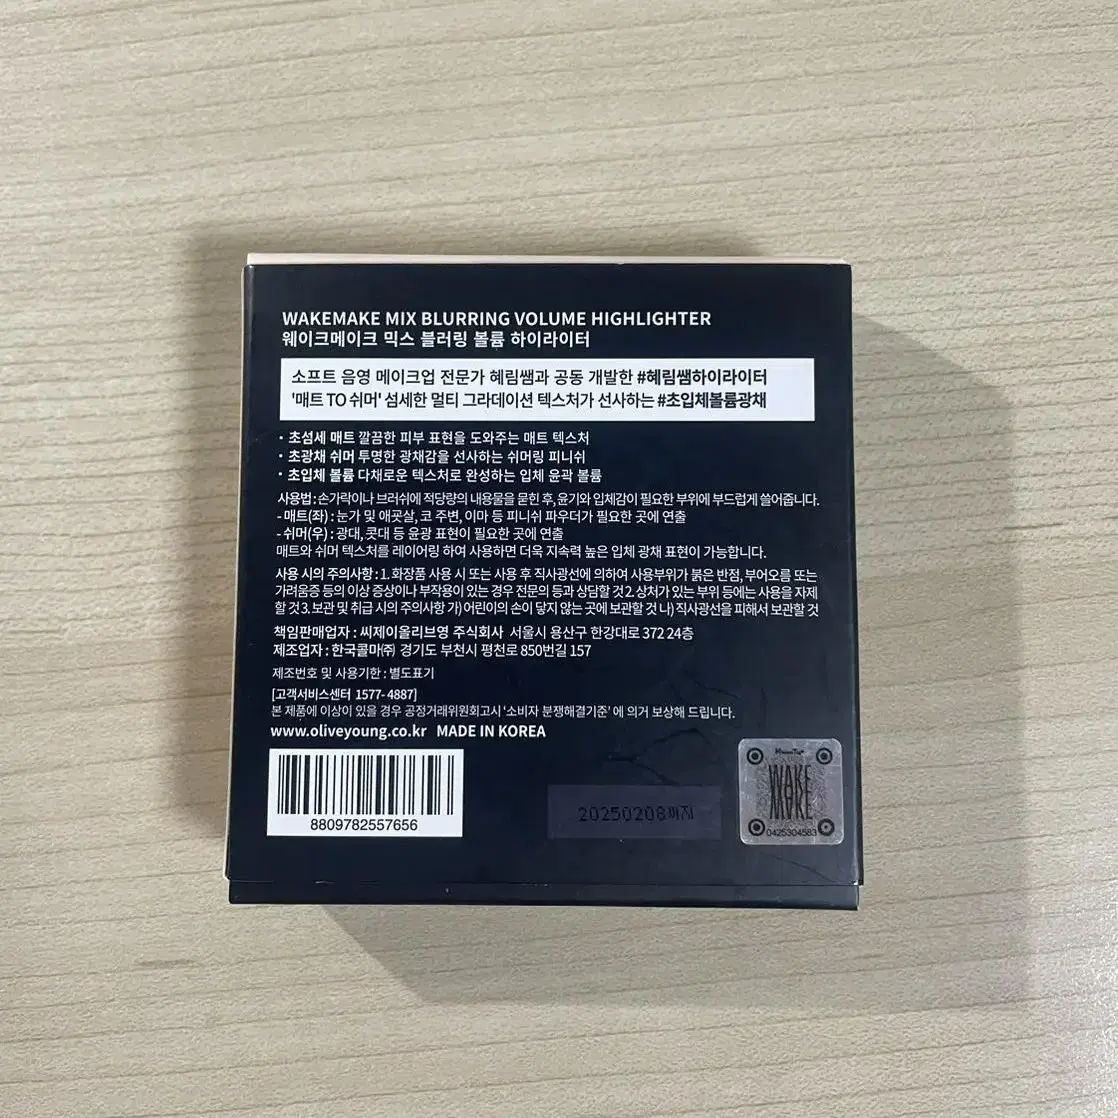 WAKEMAKE MIX BLURRING VOLUME HIGHLIGHTER
웨이크메이크 믹스 블러링 볼륨 하이라이터
소프트 음영 메이크업 전문가 혜림쌤과 공동 개발한 #혜림쌤하이라이터
'매트 TO 쉬머' 섬세한 멀티 그라데이션 텍스처가 선사하는 #초입체볼륨광채
· 초섬세 매트 깔끔한 피부 표현을 도와주는 매트 텍스처
· 초광채 쉬머 투명한 광채감을 선사하는 쉬머링 피니쉬
· 초입체 볼륨 다채로운 텍스처로 완성하는 입체 윤곽 볼륨
사용법 : 손가락이나 브러쉬에 적당량의 내용물을 묻힌 후, 윤기와 입체감이 필요한 부위에 부드럽게 쓸어줍니다.
- 매트(좌) : 눈가 및 애굣살, 코 주변, 이마 등 피니쉬 파우더가 필요한 곳에 연출
- 쉬머(우) : 광대, 콧대 등 윤광 표현이 필요한 곳에 연출
매트와 쉬머 텍스처를 레이어링 하여 사용하면 더욱 지속력 높은 입체 광채 표현이 가능합니다.
사용 시의 주의사항 : 1. 화장품 사용 시 또는 사용 후 직사광선에 의하여 사용부위가 붉은 반점, 부어오름 또는
가려움증 등의 이상 증상이나 부작용이 있는 경우 전문의 등과 상담할 것 2. 상처가 있는 부위 등에는 사용을 자제
할 것 3. 보관 및 취급 시의 주의사항 가) 어린이의 손이 닿지 않는 곳에 보관할 것 나) 직사광선을 피해서 보관할 것
책임판매업자 : 씨제이올리브영 주식회사 서울시 용산구 한강대로 372 24층
제조업자 : 한국콜마㈜ 경기도 부천시 평천로 850번길 157
제조번호 및 사용기한 : 별도표기
[고객서비스센터 1577-4887]
본 제품에 이상이 있을 경우 공정거래위원회고시 '소비자 분쟁해결기준' 에 의거 보상해 드립니다.
www.oliveyoung.co.kr MADE IN KOREA
8809782557656
20250208까지
WAKE
MAKE
0425304583